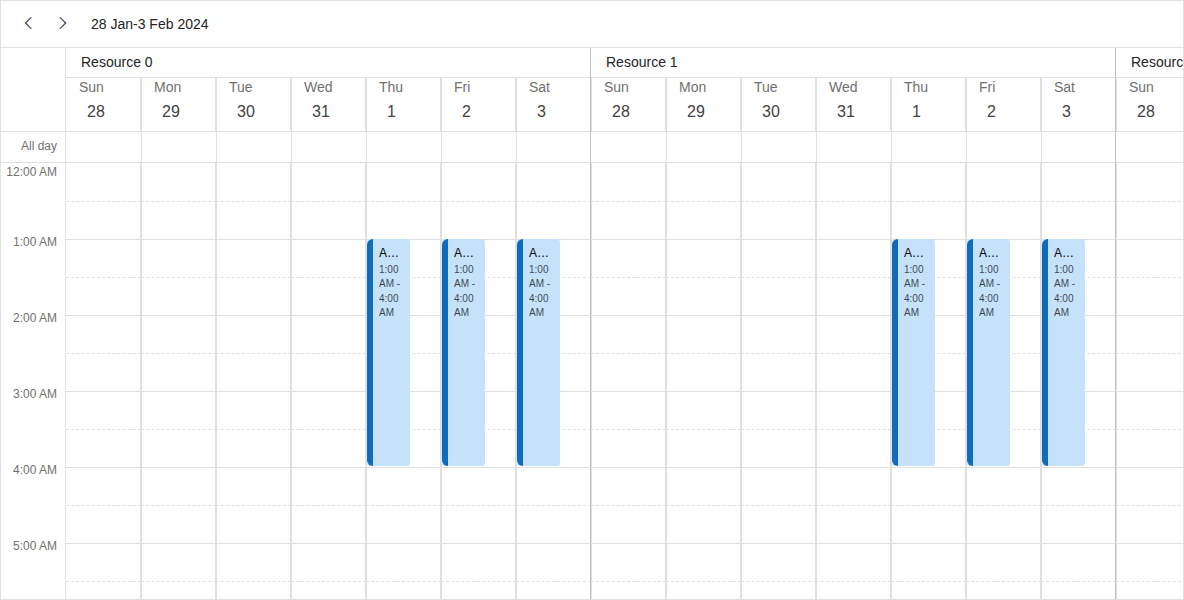 28 Jan-3 Feb 2024
Resource 0 Resource 1 Resourc
Sun Mon Tue Wed Thu Fri Sat Sun Mon Tue Wed Thu Fri Sat Sun
28 29 30 31 1 2 3 28 29 30 31 1 2 3 28
All day
12:00 AM
1:00 AM
A... A... A... A... A... A...
1:00 1:00 1:00 1:00 1:00 1:00
AM - AM - AM - AM - AM - AM -
4:00 4:00 4:00 4:00 4:00 4:00
AM AM AM AM AM AM
2:00 AM
3:00 AM
4:00 AM
5:00 AM